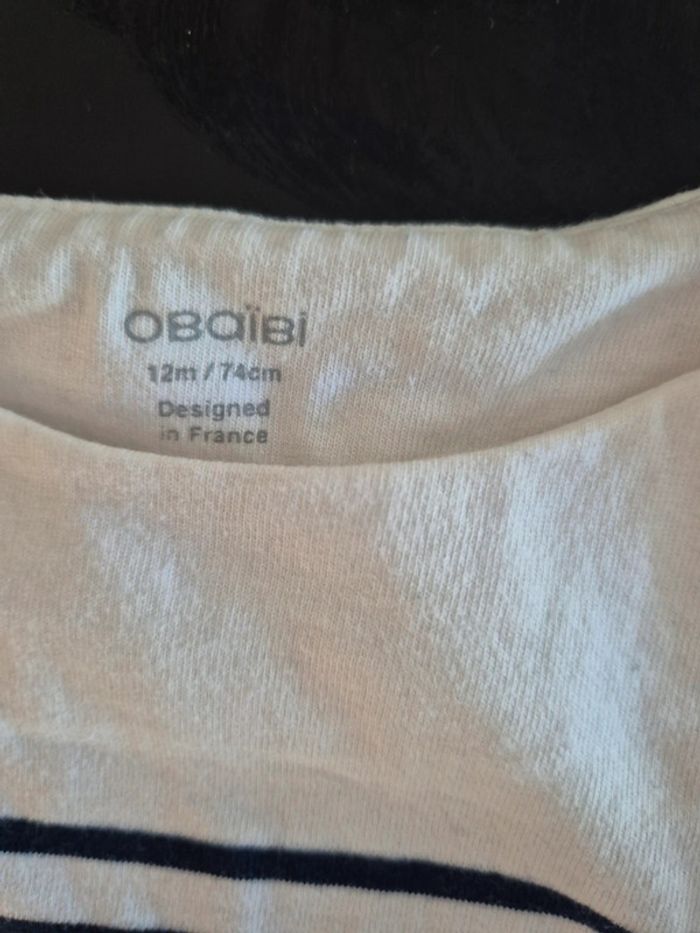 OBaïBi
12m / 74cm
Designed
in France